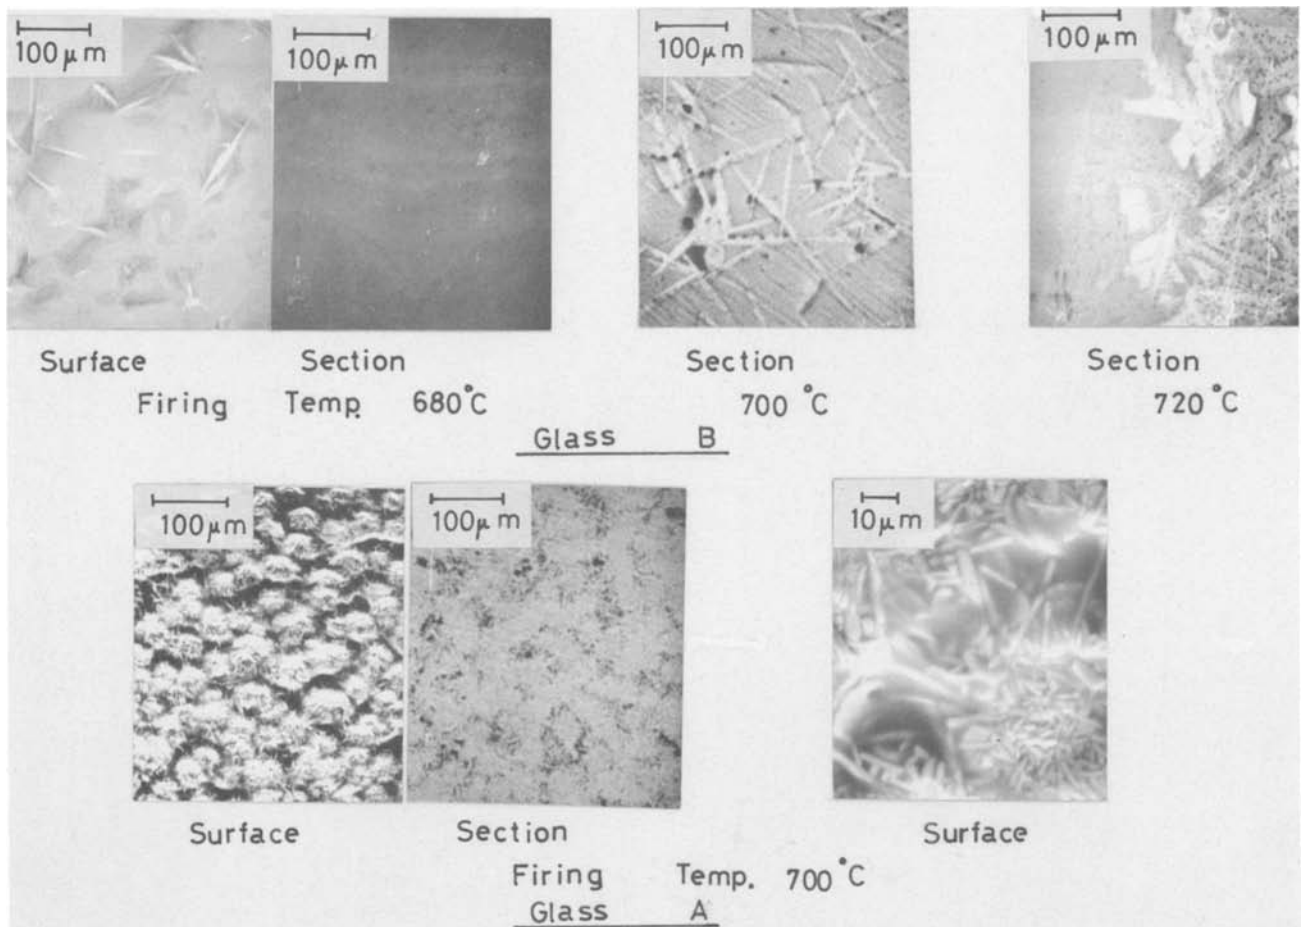 100μm 100μm 100μm 100μm
Surface Section Section Section
Firing Temp. 680°C 700°C 720°C
Glass B
100μm 100μm 10μm
Surface Section Surface
Firing Temp. 700°C
Glass A